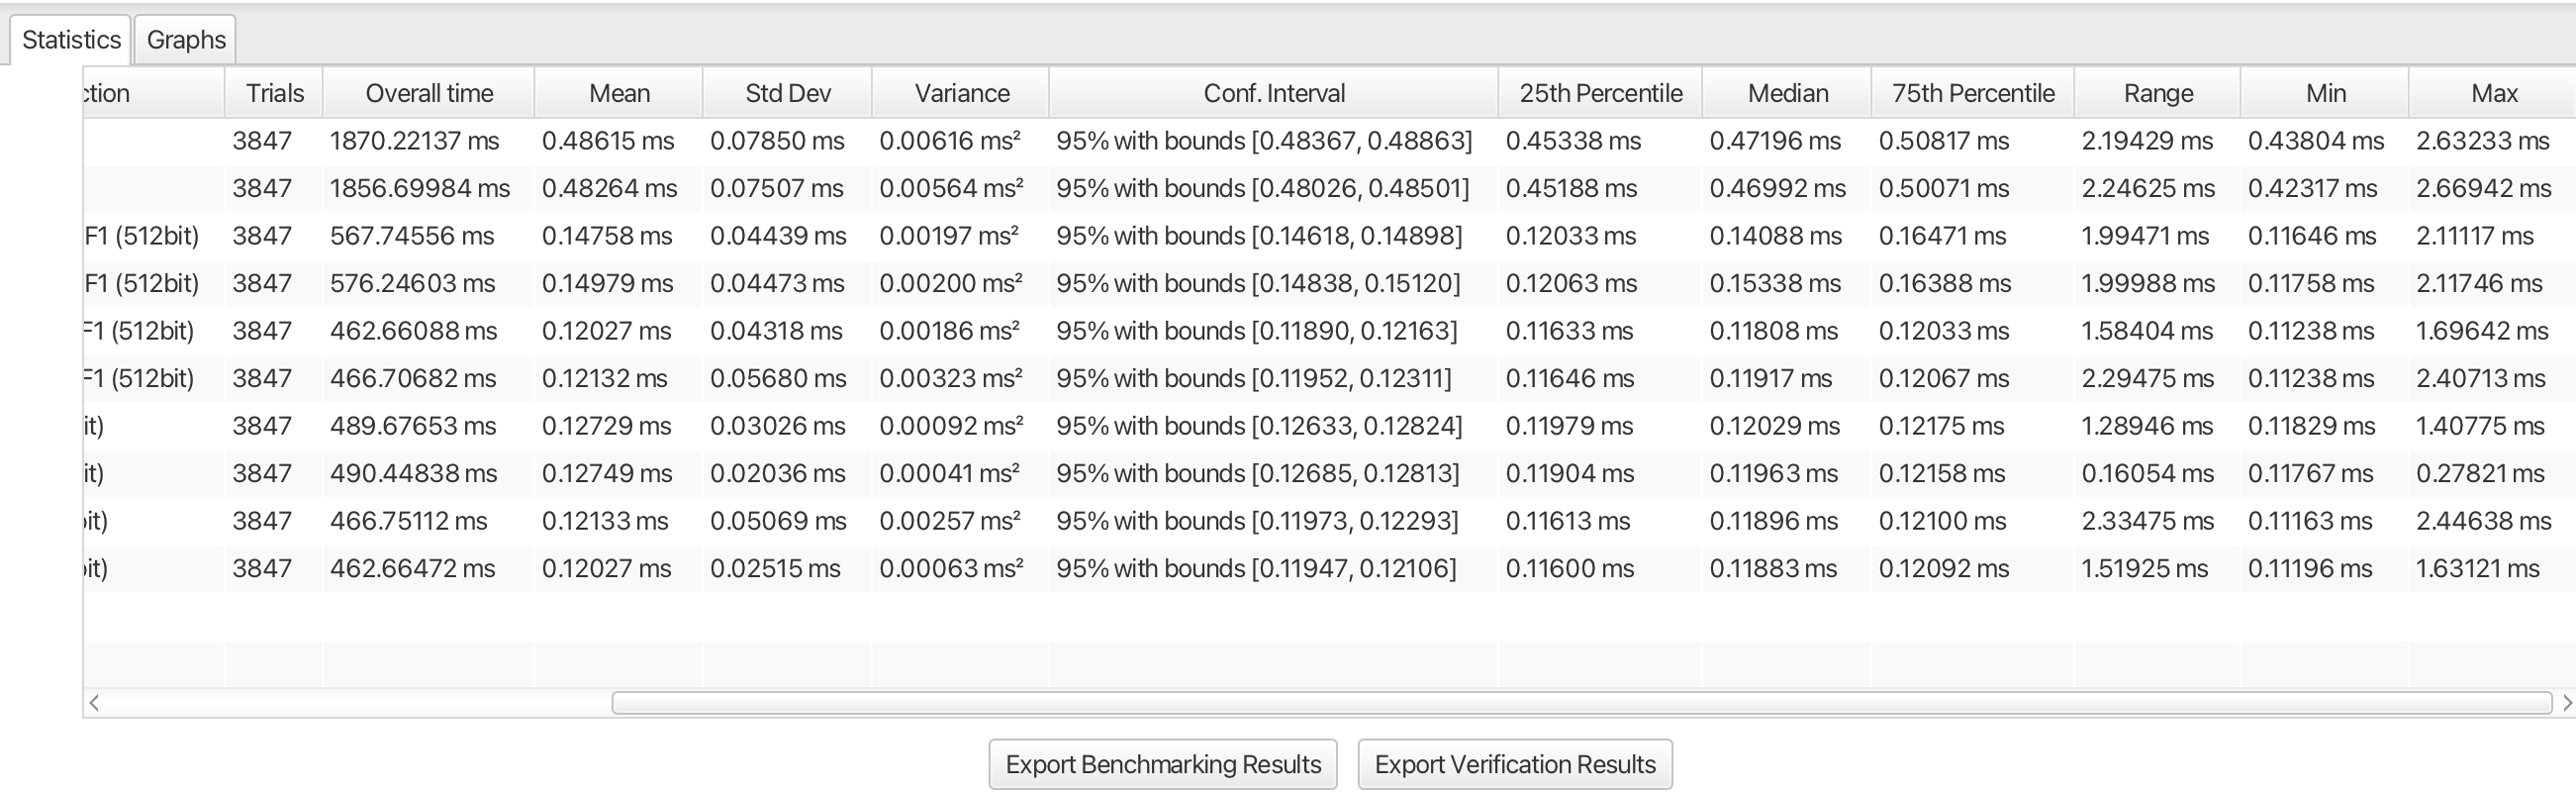 Statistics Graphs
ction Trials Overall time Mean Std Dev Variance Conf. Interval 25th Percentile Median 75th Percentile Range Min Max
3847 1870.22137 ms 0.48615 ms 0.07850 ms 0.00616 ms² 95% with bounds [0.48367, 0.48863] 0.45338 ms 0.47196 ms 0.50817 ms 2.19429 ms 0.43804 ms 2.63233 ms
3847 1856.69984 ms 0.48264 ms 0.07507 ms 0.00564 ms² 95% with bounds [0.48026, 0.48501] 0.45188 ms 0.46992 ms 0.50071 ms 2.24625 ms 0.42317 ms 2.66942 ms
F1 (512bit) 3847 567.74556 ms 0.14758 ms 0.04439 ms 0.00197 ms² 95% with bounds [0.14618, 0.14898] 0.12033 ms 0.14088 ms 0.16471 ms 1.99471 ms 0.11646 ms 2.11117 ms
F1 (512bit) 3847 576.24603 ms 0.14979 ms 0.04473 ms 0.00200 ms² 95% with bounds [0.14838, 0.15120] 0.12063 ms 0.15338 ms 0.16388 ms 1.99988 ms 0.11758 ms 2.11746 ms
F1 (512bit) 3847 462.66088 ms 0.12027 ms 0.04318 ms 0.00186 ms² 95% with bounds [0.11890, 0.12163] 0.11633 ms 0.11808 ms 0.12033 ms 1.58404 ms 0.11238 ms 1.69642 ms
F1 (512bit) 3847 466.70682 ms 0.12132 ms 0.05680 ms 0.00323 ms² 95% with bounds [0.11952, 0.12311] 0.11646 ms 0.11917 ms 0.12067 ms 2.29475 ms 0.11238 ms 2.40713 ms
it) 3847 489.67653 ms 0.12729 ms 0.03026 ms 0.00092 ms² 95% with bounds [0.12633, 0.12824] 0.11979 ms 0.12029 ms 0.12175 ms 1.28946 ms 0.11829 ms 1.40775 ms
it) 3847 490.44838 ms 0.12749 ms 0.02036 ms 0.00041 ms² 95% with bounds [0.12685, 0.12813] 0.11904 ms 0.11963 ms 0.12158 ms 0.16054 ms 0.11767 ms 0.27821 ms
bit) 3847 466.75112 ms 0.12133 ms 0.05069 ms 0.00257 ms² 95% with bounds [0.11973, 0.12293] 0.11613 ms 0.11896 ms 0.12100 ms 2.33475 ms 0.11163 ms 2.44638 ms
bit) 3847 462.66472 ms 0.12027 ms 0.02515 ms 0.00063 ms² 95% with bounds [0.11947, 0.12106] 0.11600 ms 0.11883 ms 0.12092 ms 1.51925 ms 0.11196 ms 1.63121 ms
Export Benchmarking Results Export Verification Results